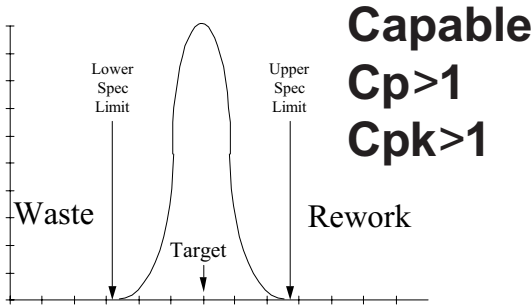 Capable
Cp>1
Cpk>1
Lower
Spec
Limit
Upper
Spec
Limit
Waste
Rework
Target